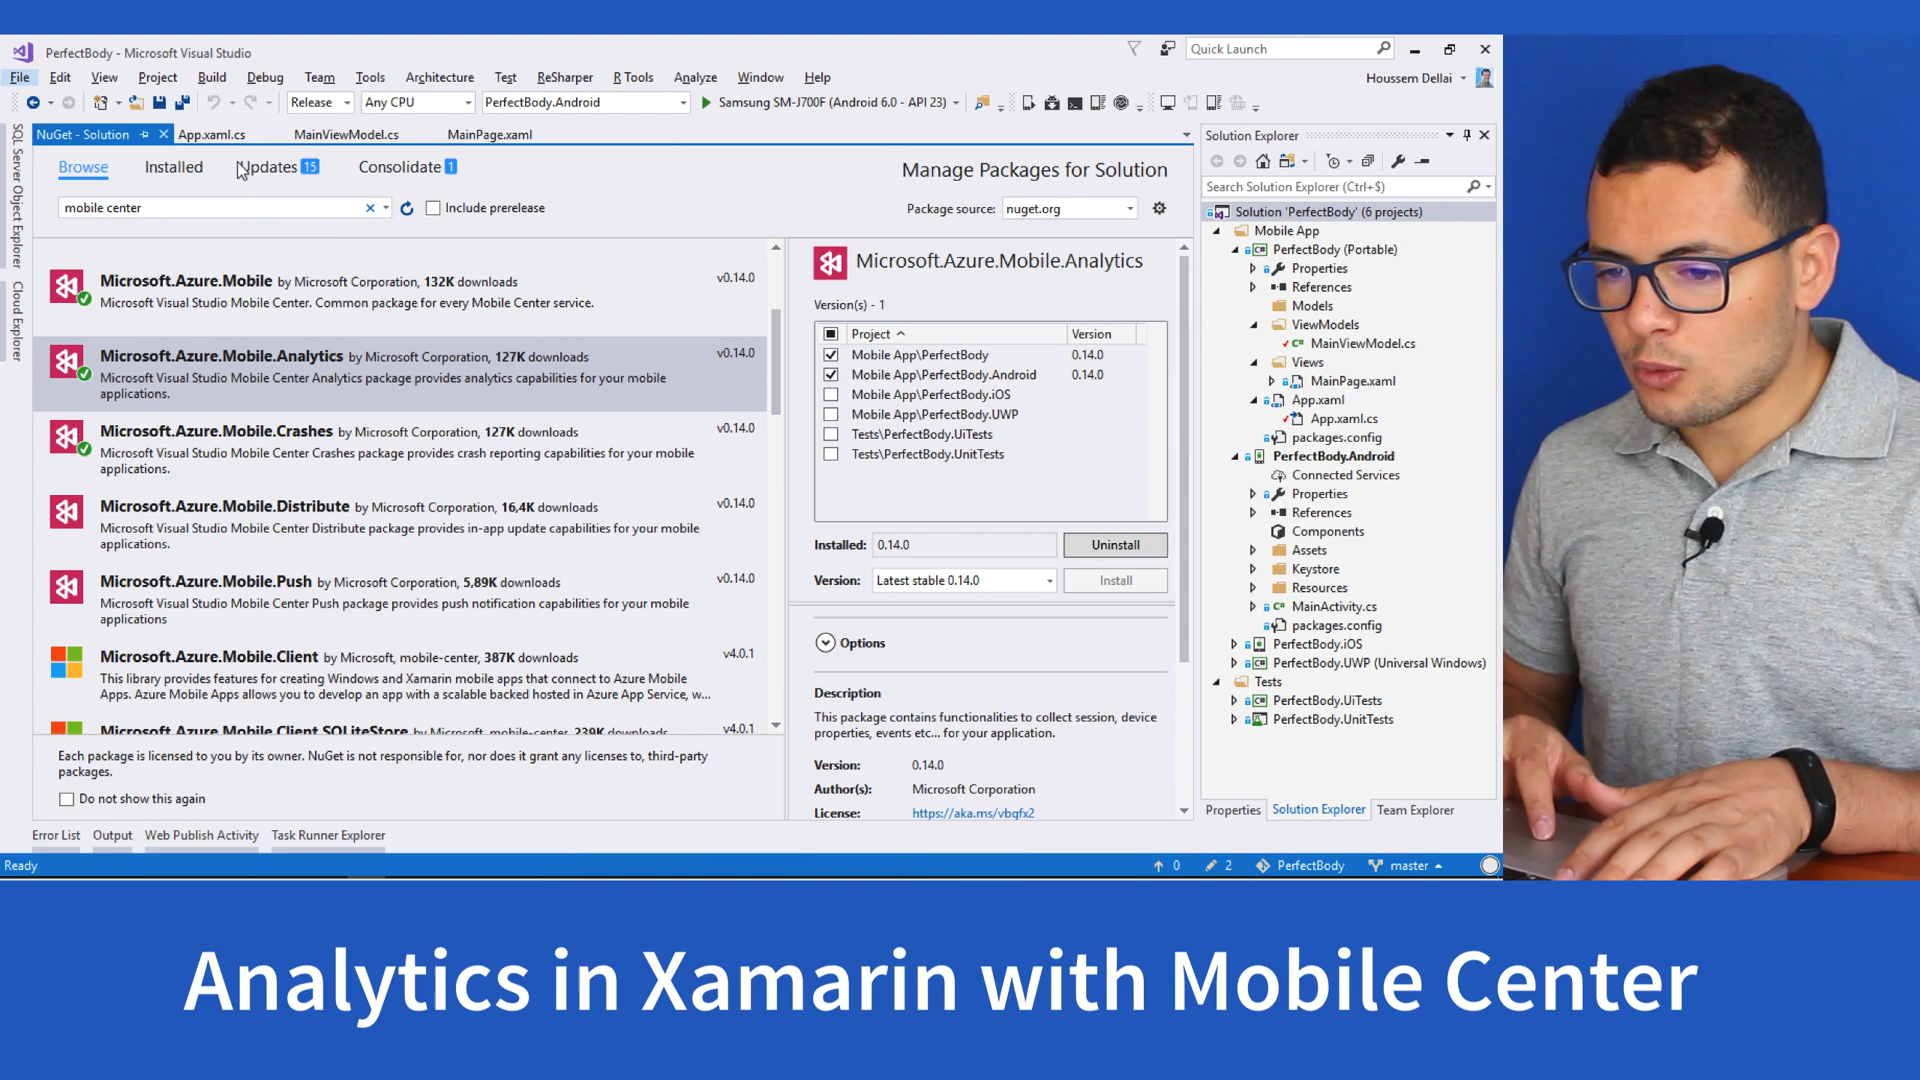 PerfectBody - Microsoft Visual Studio
Quick Launch
File Edit View Project Build Debug Team Tools Architecture Test ReSharper R Tools Analyze Window Help
Houssem Dellai
Release Any CPU PerfectBody.Android Samsung SM-J700F (Android 6.0 - API 23)
SQL Server Object Explorer
Cloud Explorer
NuGet - Solution App.xaml.cs MainViewModel.cs MainPage.xaml
Browse Installed Updates 15 Consolidate 1
Manage Packages for Solution
mobile center
Include prerelease
Package source: nuget.org
Microsoft.Azure.Mobile by Microsoft Corporation, 132K downloads v0.14.0
Microsoft Visual Studio Mobile Center. Common package for every Mobile Center service.
Microsoft.Azure.Mobile.Analytics by Microsoft Corporation, 127K downloads v0.14.0
Microsoft Visual Studio Mobile Center Analytics package provides analytics capabilities for your mobile
applications.
Microsoft.Azure.Mobile.Crashes by Microsoft Corporation, 127K downloads v0.14.0
Microsoft Visual Studio Mobile Center Crashes package provides crash reporting capabilities for your mobile
applications.
Microsoft.Azure.Mobile.Distribute by Microsoft Corporation, 16,4K downloads v0.14.0
Microsoft Visual Studio Mobile Center Distribute package provides in-app update capabilities for your mobile
applications.
Microsoft.Azure.Mobile.Push by Microsoft Corporation, 5,89K downloads v0.14.0
Microsoft Visual Studio Mobile Center Push package provides push notification capabilities for your mobile
applications
Microsoft.Azure.Mobile.Client by Microsoft, mobile-center, 387K downloads v4.0.1
This library provides features for creating Windows and Xamarin mobile apps that connect to Azure Mobile
Apps. Azure Mobile Apps allows you to develop an app with a scalable backed hosted in Azure App Service, w...
Microsoft.Azure.Mobile.Client.SQLiteStore by Microsoft, mobile-center, 239K downloads v4.0.1
Each package is licensed to you by its owner. NuGet is not responsible for, nor does it grant any licenses to, third-party
packages.
Do not show this again
Microsoft.Azure.Mobile.Analytics
Version(s) - 1
Project Version
Mobile App\PerfectBody 0.14.0
Mobile App\PerfectBody.Android 0.14.0
Mobile App\PerfectBody.iOS
Mobile App\PerfectBody.UWP
Tests\PerfectBody.UiTests
Tests\PerfectBody.UnitTests
Installed: 0.14.0 Uninstall
Version: Latest stable 0.14.0 Install
Options
Description
This package contains functionalities to collect session, device
properties, events etc... for your application.
Version: 0.14.0
Author(s): Microsoft Corporation
License: https://aka.ms/vbqfx2
Solution Explorer
Search Solution Explorer (Ctrl+$)
Solution 'PerfectBody' (6 projects)
Mobile App
PerfectBody (Portable)
Properties
References
Models
ViewModels
MainViewModel.cs
Views
MainPage.xaml
App.xaml
App.xaml.cs
packages.config
PerfectBody.Android
Connected Services
Properties
References
Components
Assets
Keystore
Resources
MainActivity.cs
packages.config
PerfectBody.iOS
PerfectBody.UWP (Universal Windows)
Tests
PerfectBody.UiTests
PerfectBody.UnitTests
Properties Solution Explorer Team Explorer
Error List Output Web Publish Activity Task Runner Explorer
Ready 0 2 PerfectBody master
Analytics in Xamarin with Mobile Center